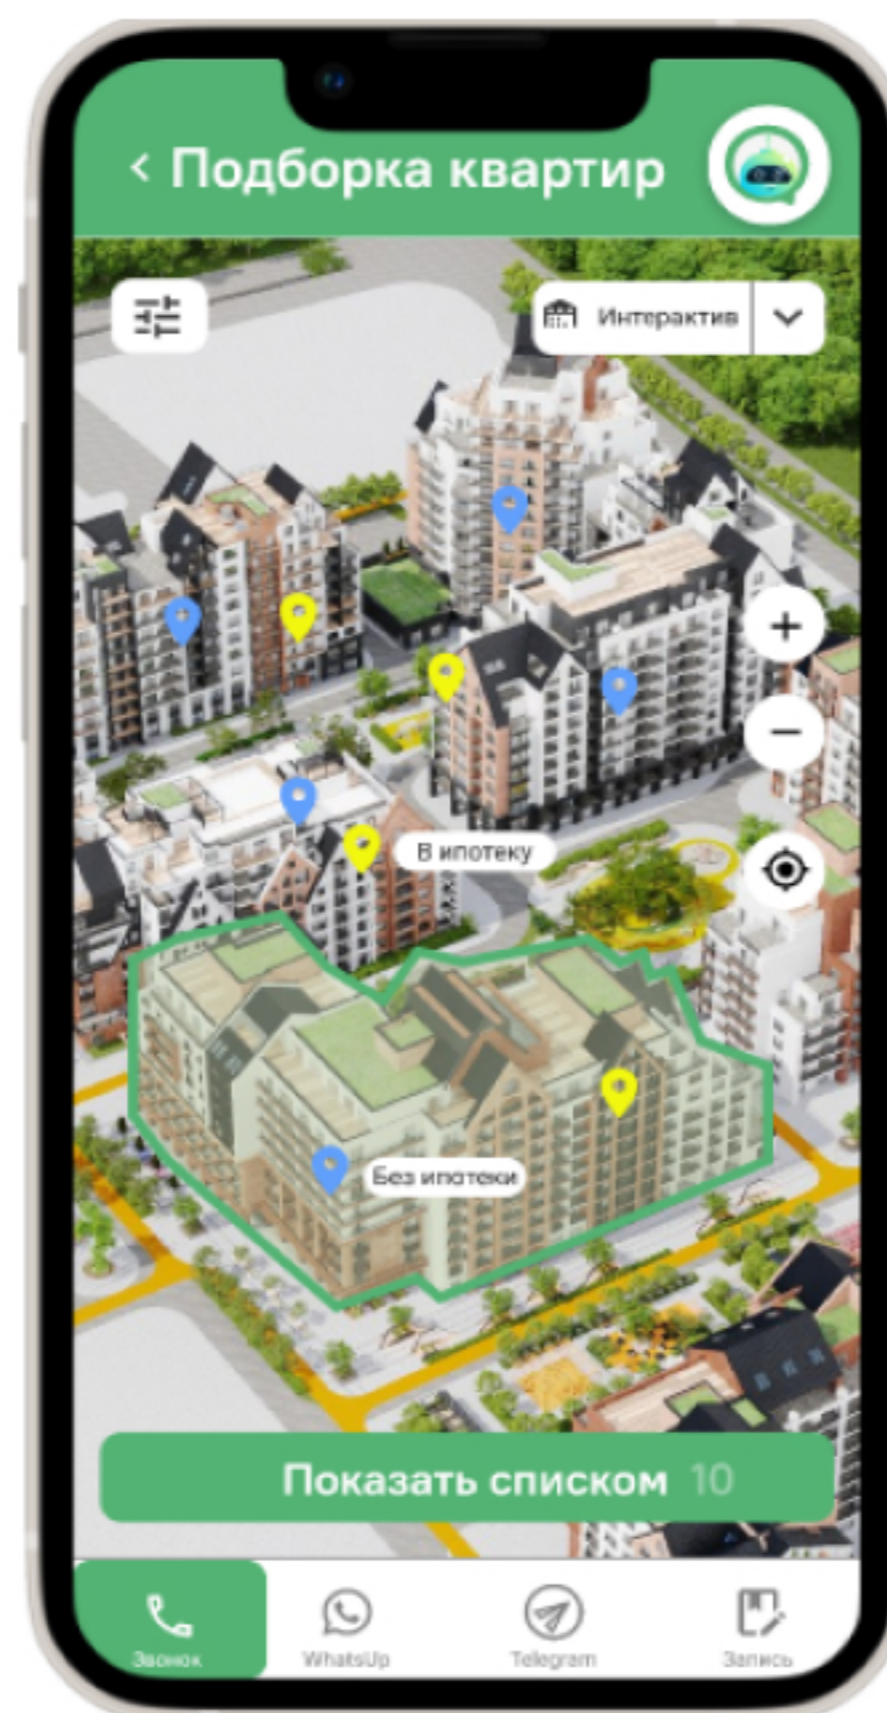 Подборка квартир
Интерактив
В ипотеку
Без ипотеки
Показать списком 10
Звонок
WhatsUp
Telegram
Запись